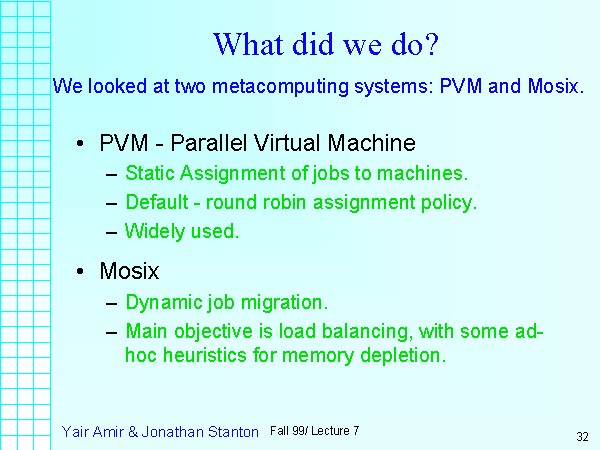 What did we do?
We looked at two metacomputing systems: PVM and Mosix.
• PVM - Parallel Virtual Machine
– Static Assignment of jobs to machines.
– Default - round robin assignment policy.
– Widely used.
• Mosix
– Dynamic job migration.
– Main objective is load balancing, with some ad-
hoc heuristics for memory depletion.
Yair Amir & Jonathan Stanton Fall 99/ Lecture 7 32